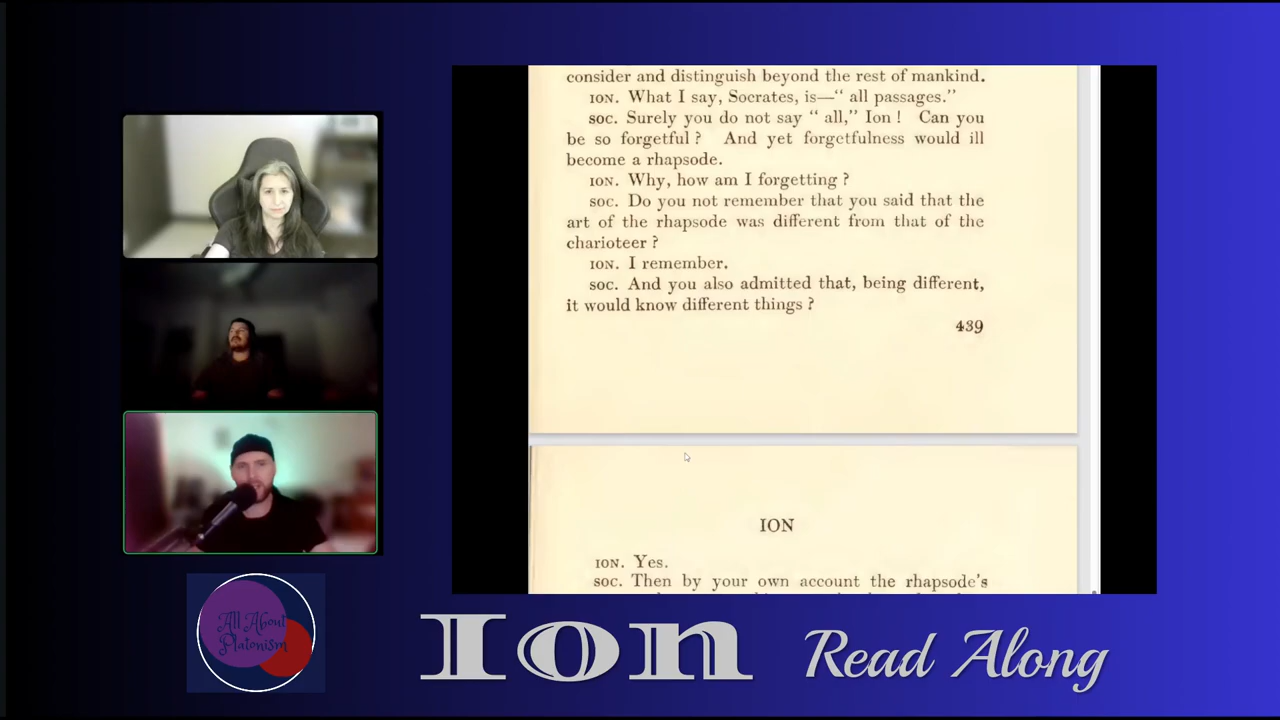 consider and distinguish beyond the rest of mankind.
ION. What I say, Socrates, is—“ all passages.”
SOC. Surely you do not say “ all,” Ion ! Can you
be so forgetful ? And yet forgetfulness would ill
become a rhapsode.
ION. Why, how am I forgetting ?
SOC. Do you not remember that you said that the
art of the rhapsode was different from that of the
charioteer ?
ION. I remember.
SOC. And you also admitted that, being different,
it would know different things ?
439
ION
ION. Yes.
SOC. Then by your own account the rhapsode's
All About
Platonism
Ion Read Along